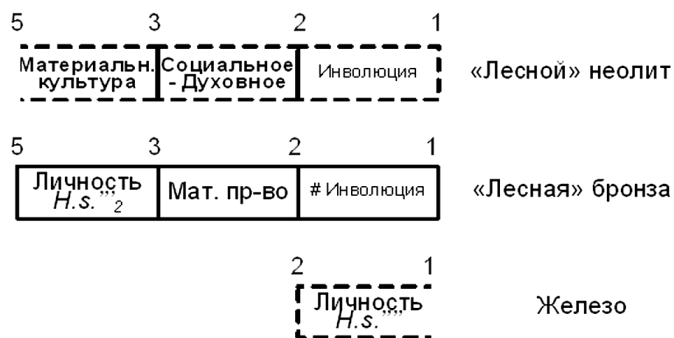 5 3 2 1
Материальн. Социальное Инволюция «Лесной» неолит
культура - Духовное
5 3 2 1
Личность Мат. пр-во # Инволюция «Лесная» бронза
H.s.’’’2
2 1
Личность Железо
H.s.’’’’